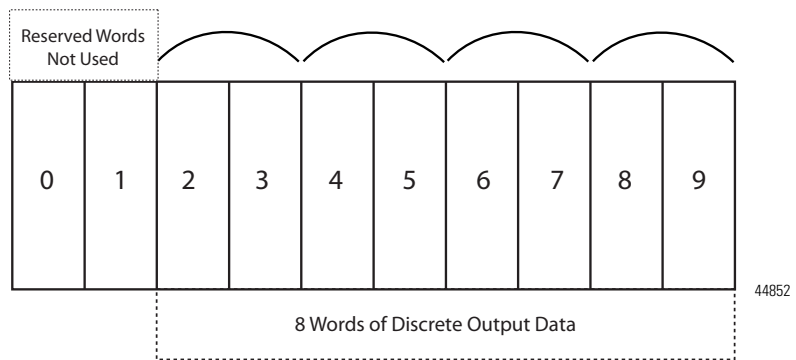 Reserved Words
Not Used
0 1 2 3 4 5 6 7 8 9
44852
8 Words of Discrete Output Data